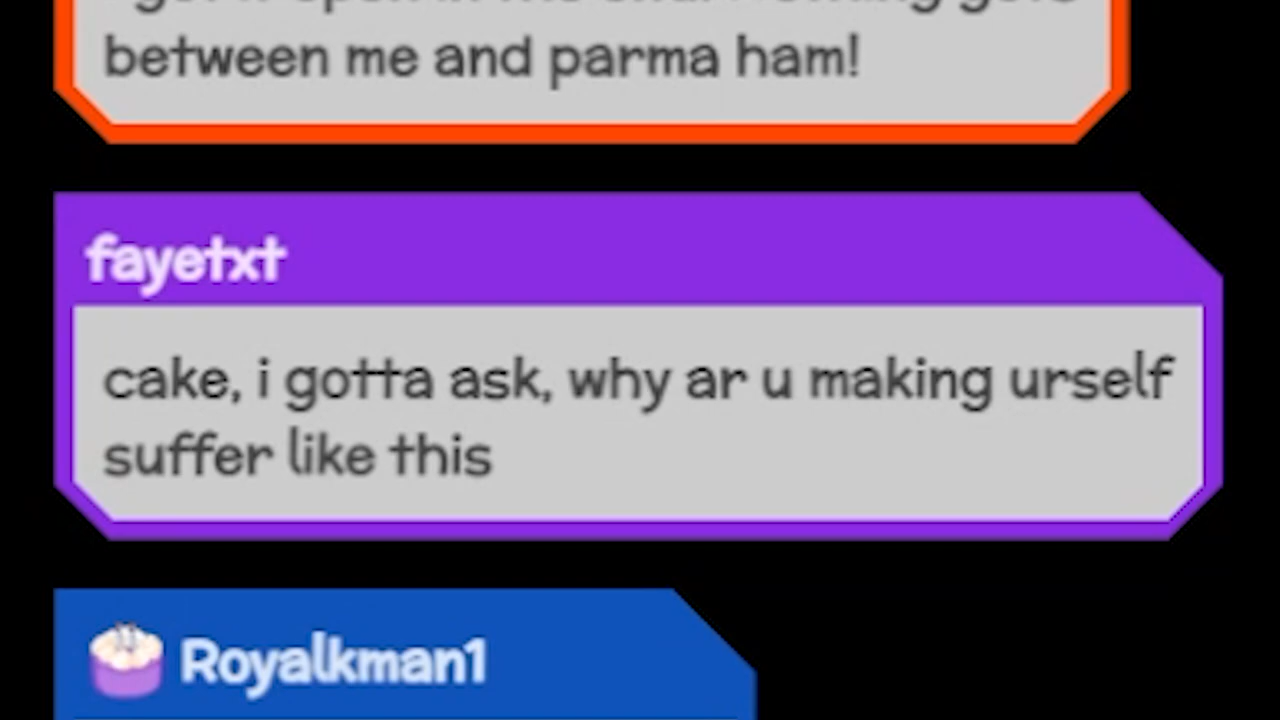 between me and parma ham!
fayetxt
cake, i gotta ask, why ar u making urself
suffer like this
Royalkman1